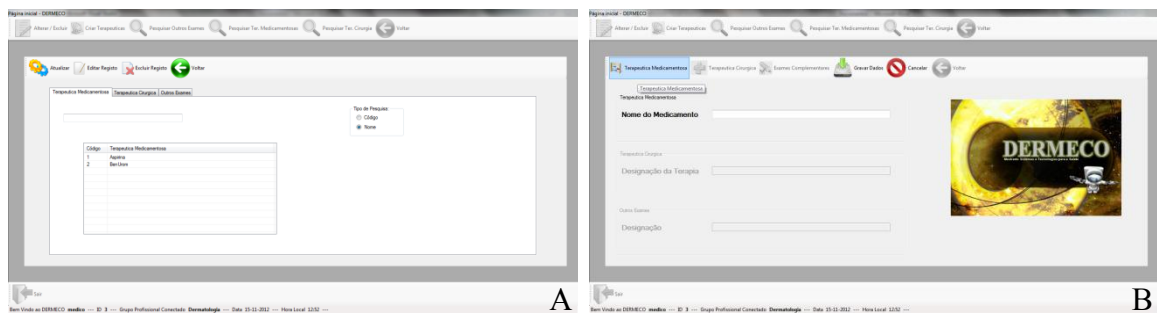 Página inicial - DERMECO
Alterar / Excluir Criar Terapeuticas Pesquisar Outros Exames Pesquisar Ter. Medicamentosas Pesquisar Ter. Cirurgia Voltar
Atualizar Editar Registo Excluir Registo Voltar
Terapeutica Medicamentosa Terapeutica Cirurgica Outros Exames
Tipo de Pesquisa
Código
Nome
Código Terapeutica Medicamentosa
1 Aspirina
2 Ben-Uron
Sair
Bem Vindo ao DERMECO medico --- ID 3 --- Grupo Profissional Conectado: Dermatologia --- Data 15-11-2012 --- Hora Local 12:52 ---
A
Página inicial - DERMECO
Alterar / Excluir Criar Terapeuticas Pesquisar Outros Exames Pesquisar Ter. Medicamentosas Pesquisar Ter. Cirurgia Voltar
Terapeutica Medicamentosa Terapeutica Cirurgica Exames Complementares Gravar Dados Cancelar Voltar
Terapeutica Medicamentosa
Terapeutica Medicamentosa
Nome do Medicamento
Terapeutica Cirurgica
Designação da Terapia
Outros Exames
Designação
DERMECO
Sair
Bem Vindo ao DERMECO medico --- ID 3 --- Grupo Profissional Conectado: Dermatologia --- Data 15-11-2012 --- Hora Local 12:52 ---
B